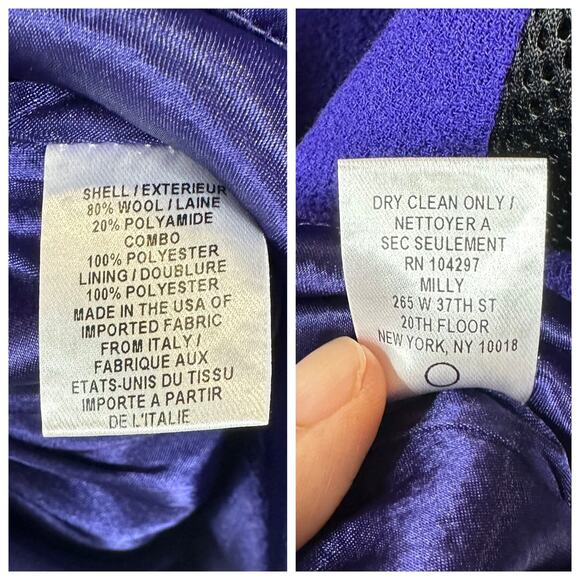 SHELL / EXTERIEUR
80% WOOL / LAINE
20% POLYAMIDE
COMBO
100% POLYESTER
LINING / DOUBLURE
100% POLYESTER
MADE IN THE USA OF
IMPORTED FABRIC
FROM ITALY /
FABRIQUE AUX
ETATS-UNIS DU TISSU
IMPORTE A PARTIR
DE L'ITALIE
DRY CLEAN ONLY /
NETTOYER A
SEC SEULEMENT
RN 104297
MILLY
265 W 37TH ST
20TH FLOOR
NEW YORK, NY 10018